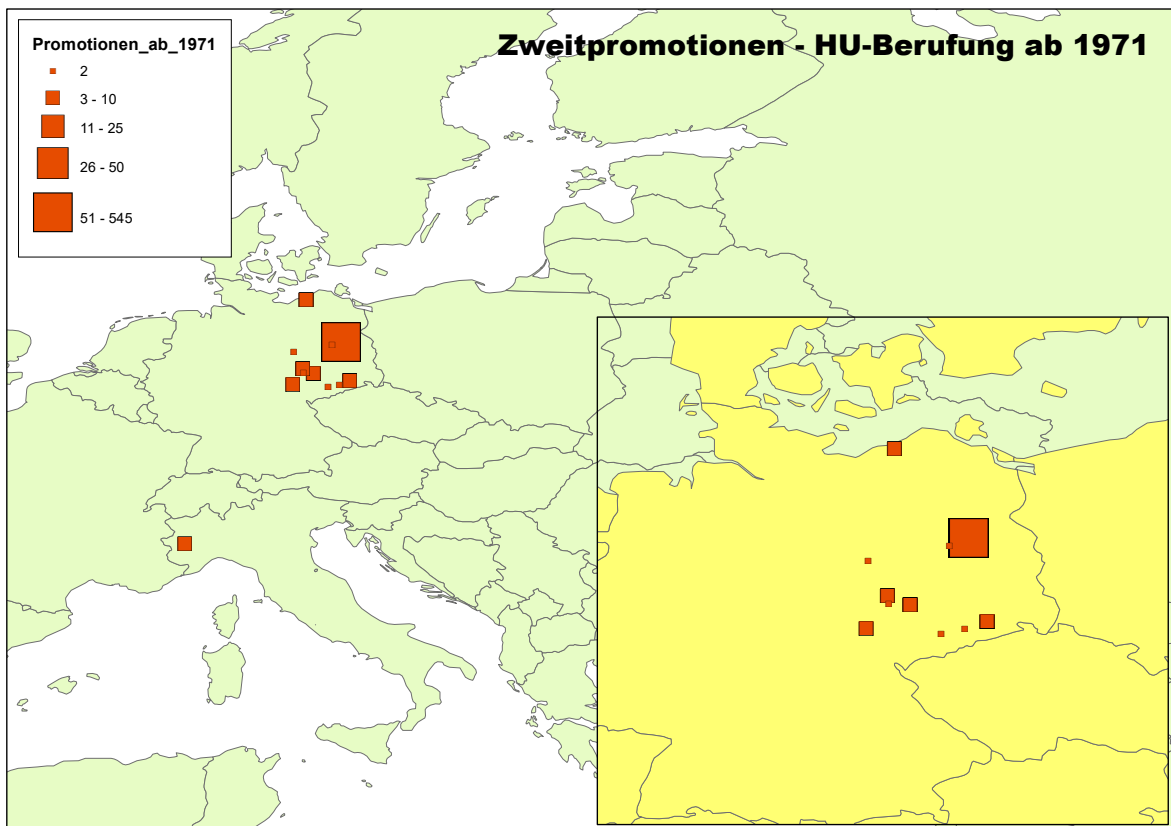 Zweitpromotionen - HU-Berufung ab 1971
Promotionen_ab_1971
2
3 - 10
11 - 25
26 - 50
51 - 545